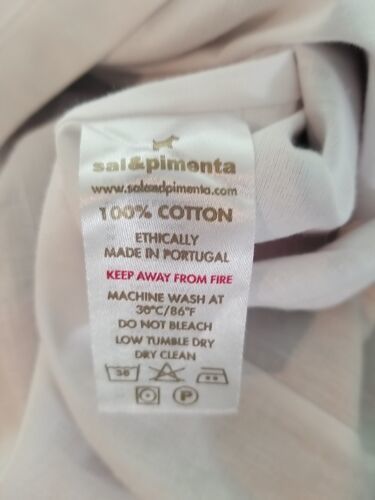 sal&pimenta
www.saleandpimenta.com
100% COTTON
ETHICALLY
MADE IN PORTUGAL
KEEP AWAY FROM FIRE
MACHINE WASH AT
30°C/86°F
DO NOT BLEACH
LOW TUMBLE DRY
DRY CLEAN
30
P